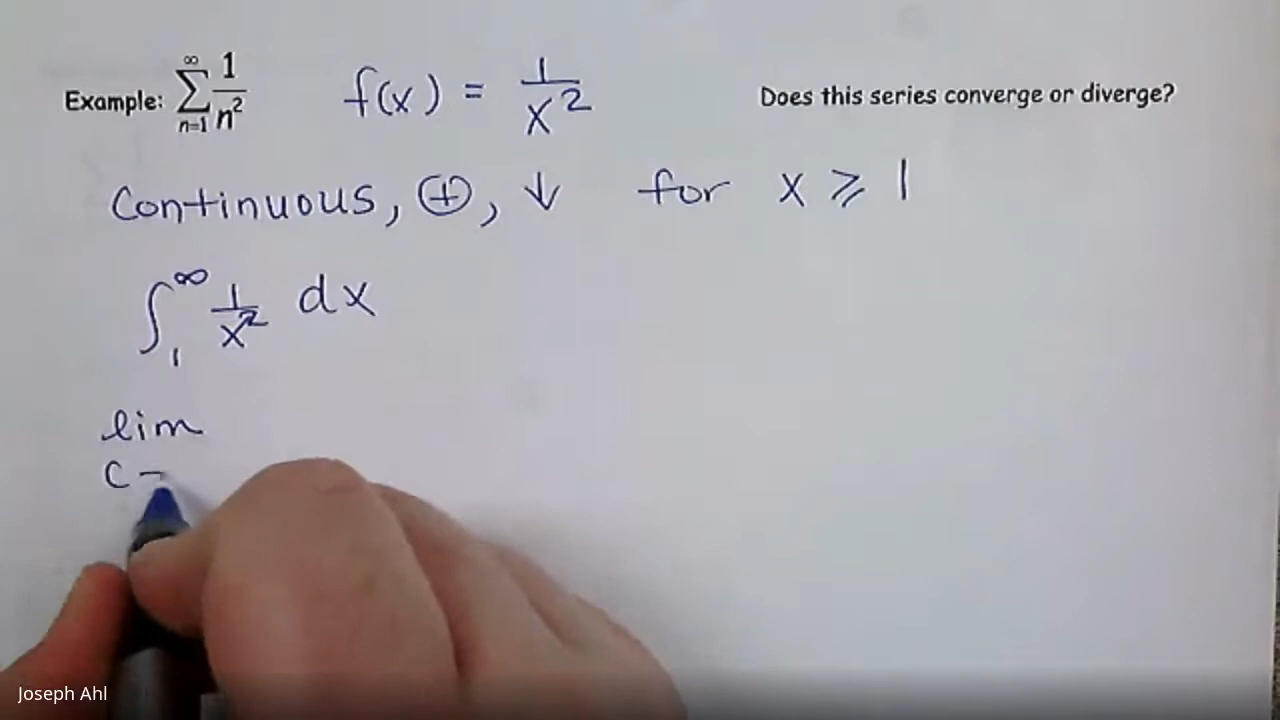 Example: ∞ Σ n=1 1/n² f(x) = 1/x² Does this series converge or diverge?
Continuous, ⊕, ↓ for x ≥ 1
∫₁^∞ 1/x² dx
lim
c -
Joseph Ahl